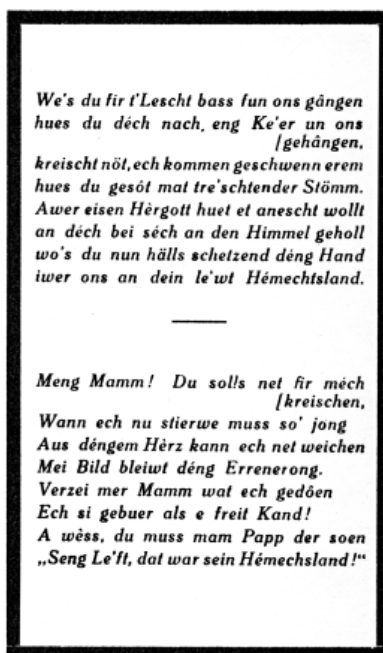 We's du fir t'Lescht bass fun ons gângen
hues du déch nach, eng Ke'er un ons
[gehângen,
kreischt nöt, ech kommen geschwenn erem
hues du gesôt mat tre'schtender Stömm.
Awer eisen Hèrgott huet et anescht wollt
an déch bei séch an den Himmel geholl
wo's du nun hälls schetzend déng Hand
iwer ons an dein le'wt Hémechtsland.
Meng Mamm! Du solls net fir méch
[kreischen,
Wann ech nu stierwe muss so' jong
Aus déngem Hèrz kann ech net weichen
Mei Bild bleiwt déng Errenerong.
Verzei mer Mamm wat ech gedôen
Ech si gebuer als e freit Kand!
A wèss, du muss mam Papp der soen
„Seng Le'ft, dat war sein Hémechsland!“